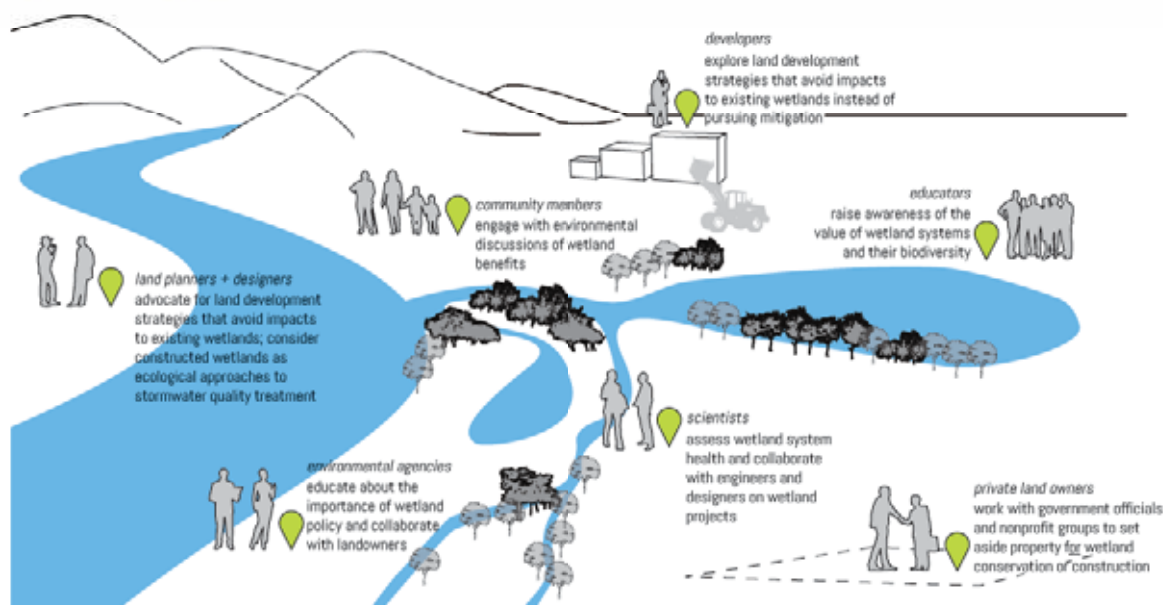 developers
explore land development
strategies that avoid impacts
to existing wetlands instead of
pursuing mitigation
community members
engage with environmental
discussions of wetland
benefits
educators
raise awareness of the
value of wetland systems
and their biodiversity
land planners + designers
advocate for land development
strategies that avoid impacts
to existing wetlands; consider
constructed wetlands as
ecological approaches to
stormwater quality treatment
scientists
assess wetland system
health and collaborate
with engineers and
designers on wetland
projects
environmental agencies
educate about the
importance of wetland
policy and collaborate
with landowners
private land owners
work with government officials
and nonprofit groups to set
aside property for wetland
conservation or construction